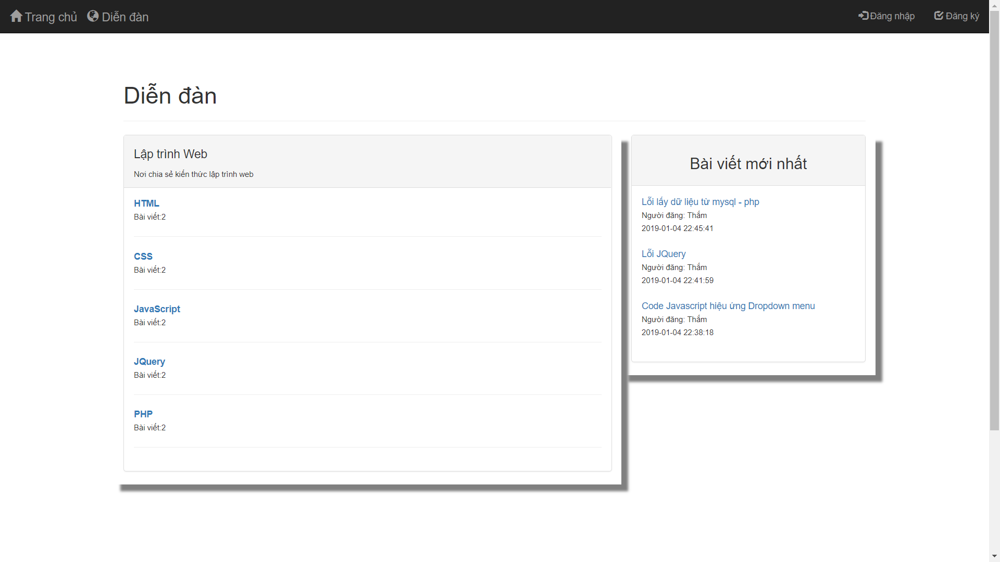 Trang chủ Diễn đàn Đăng nhập Đăng ký
Diễn đàn
Lập trình Web
Nơi chia sẻ kiến thức lập trình web
HTML
Bài viết:2
CSS
Bài viết:2
JavaScript
Bài viết:2
JQuery
Bài viết:2
PHP
Bài viết:2
Bài viết mới nhất
Lỗi lấy dữ liệu từ mysql - php
Người đăng: Thắm
2019-01-04 22:45:41
Lỗi JQuery
Người đăng: Thắm
2019-01-04 22:41:59
Code Javascript hiệu ứng Dropdown menu
Người đăng: Thắm
2019-01-04 22:38:18